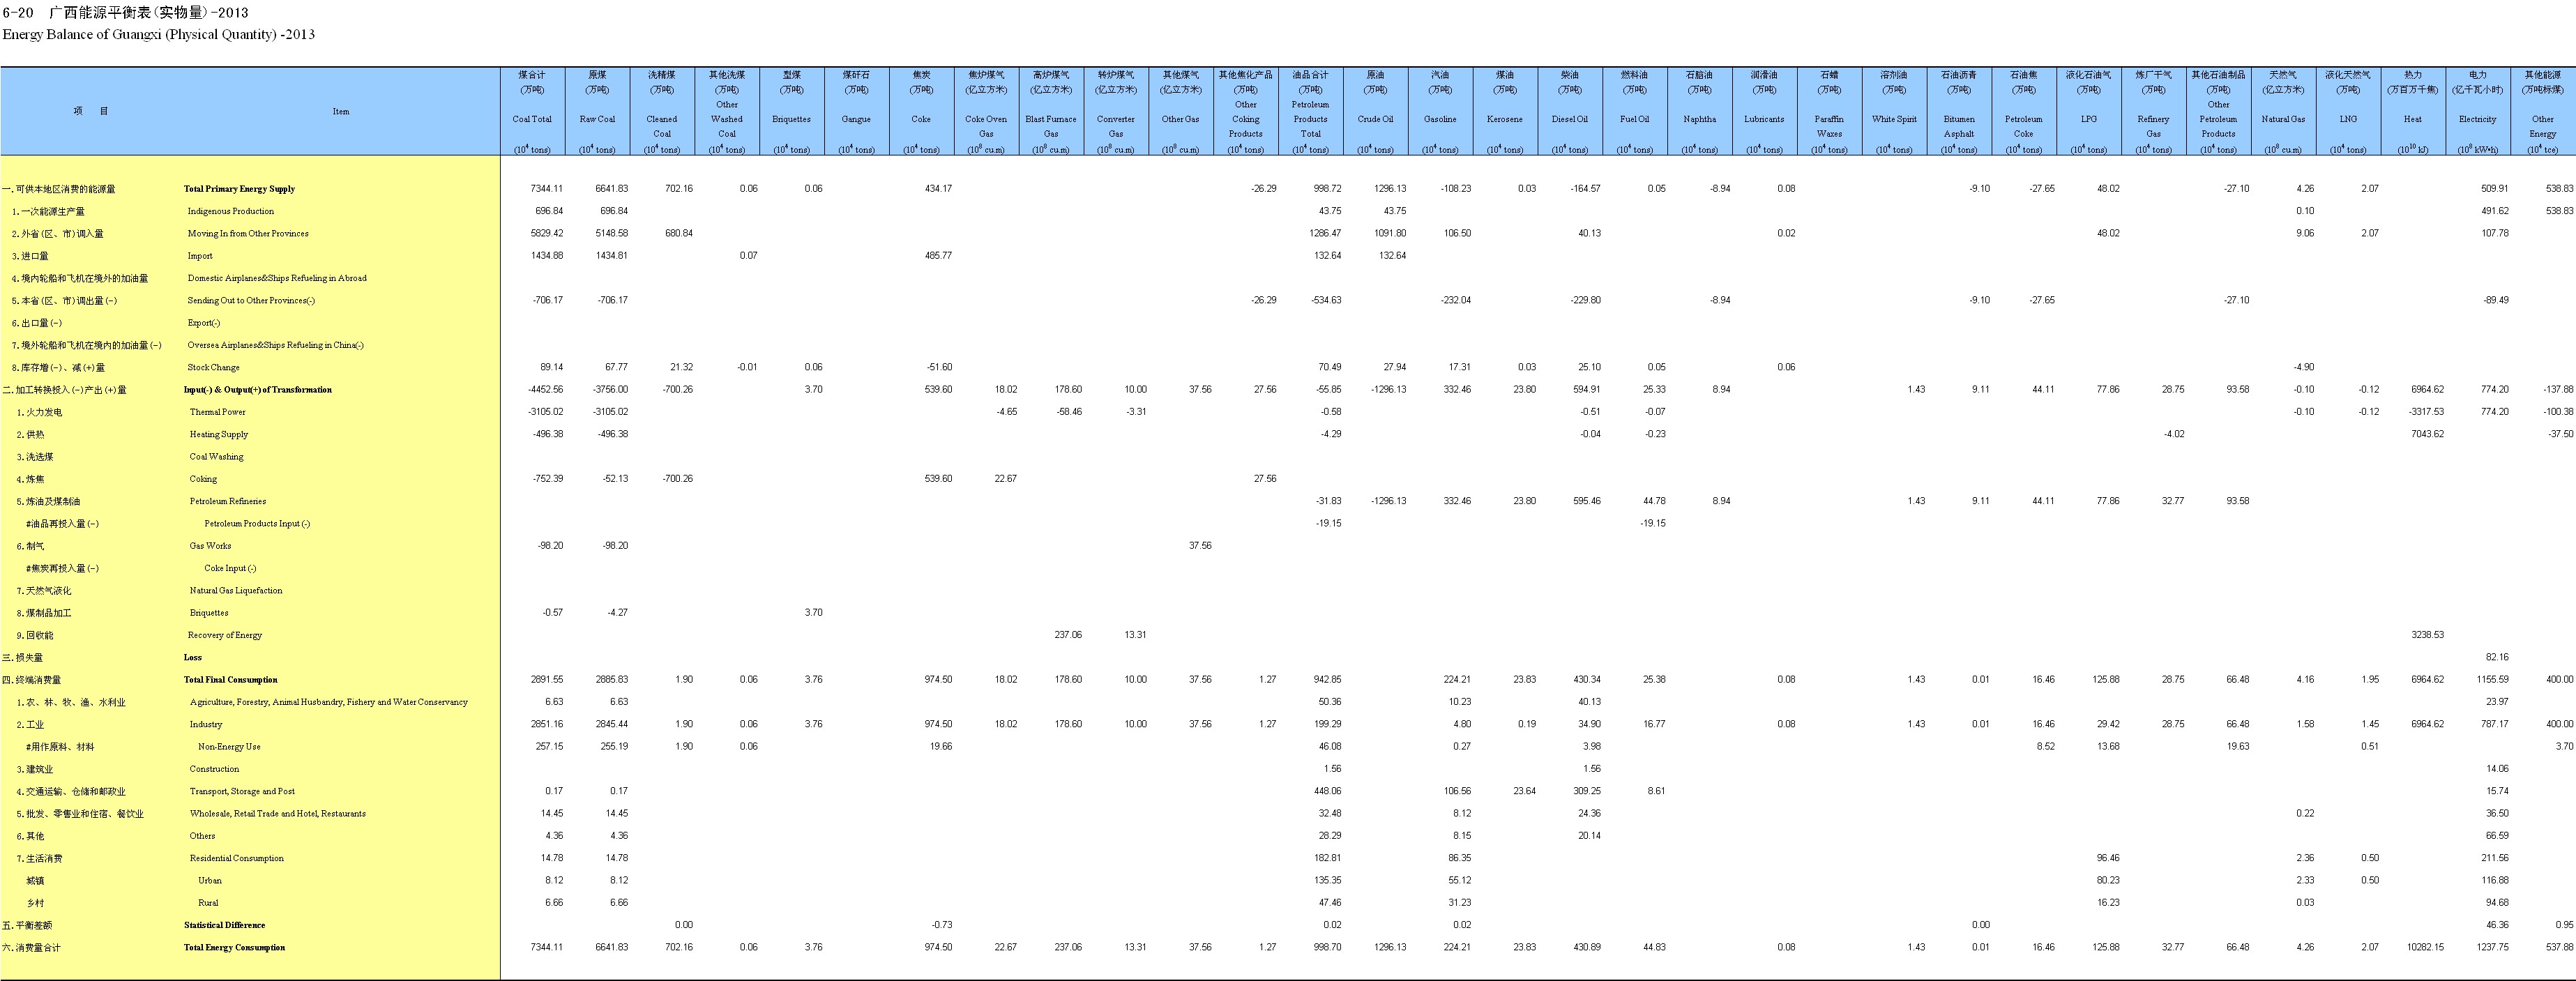 6-20 广西能源平衡表(实物量)-2013
Energy Balance of Guangxi (Physical Quantity) -2013
项 目 Item 煤合计 (万吨) Coal Total (10⁴ tons) 原煤 (万吨) Raw Coal (10⁴ tons) 洗精煤 (万吨) Cleaned Coal (10⁴ tons) 其他洗煤 (万吨) Other Washed Coal (10⁴ tons) 型煤 (万吨) Briquettes (10⁴ tons) 煤矸石 (万吨) Gangue (10⁴ tons) 焦炭 (万吨) Coke (10⁴ tons) 焦炉煤气 (亿立方米) Coke Oven Gas (10⁸ cu.m) 高炉煤气 (亿立方米) Blast Furnace Gas (10⁸ cu.m) 转炉煤气 (亿立方米) Converter Gas (10⁸ cu.m) 其他煤气 (亿立方米) Other Gas (10⁸ cu.m) 其他焦化产品 (万吨) Other Coking Products (10⁴ tons) 油品合计 (万吨) Petroleum Products Total (10⁴ tons) 原油 (万吨) Crude Oil (10⁴ tons) 汽油 (万吨) Gasoline (10⁴ tons) 煤油 (万吨) Kerosene (10⁴ tons) 柴油 (万吨) Diesel Oil (10⁴ tons) 燃料油 (万吨) Fuel Oil (10⁴ tons) 石脑油 (万吨) Naphtha (10⁴ tons) 润滑油 (万吨) Lubricants (10⁴ tons) 石蜡 (万吨) Paraffin Waxes (10⁴ tons) 溶剂油 (万吨) White Spirit (10⁴ tons) 石油沥青 (万吨) Bitumen Asphalt (10⁴ tons) 石油焦 (万吨) Petroleum Coke (10⁴ tons) 液化石油气 (万吨) LPG (10⁴ tons) 炼厂干气 (万吨) Refinery Gas (10⁴ tons) 其他石油制品 (万吨) Other Petroleum Products (10⁴ tons) 天然气 (亿立方米) Natural Gas (10⁸ cu.m) 液化天然气 (万吨) LNG (10⁴ tons) 热力 (万百万千焦) Heat (10¹⁰ kJ) 电力 (亿千瓦小时) Electricity (10⁸ kW•h) 其他能源 (万吨标煤) Other Energy (10⁴ tce)
一.可供本地区消费的能源量 Total Primary Energy Supply 7344.11 6641.83 702.16 0.06 0.06 434.17 -26.29 998.72 1296.13 -108.23 0.03 -164.57 0.05 -8.94 0.08 -9.10 -27.65 48.02 -27.10 4.26 2.07 509.91 538.83
1.一次能源生产量 Indigenous Production 696.84 696.84 43.75 43.75 0.10 491.62 538.83
2.外省(区、市)调入量 Moving In from Other Provinces 5829.42 5148.58 680.84 1286.47 1091.80 106.50 40.13 0.02 48.02 9.06 2.07 107.78
3.进口量 Import 1434.88 1434.81 0.07 485.77 132.64 132.64
4.境内轮船和飞机在境外的加油量 Domestic Airplanes&Ships Refueling in Abroad
5.本省(区、市)调出量(-) Sending Out to Other Provinces(-) -706.17 -706.17 -26.29 -534.63 -232.04 -229.80 -8.94 -9.10 -27.65 -27.10 -89.49
6.出口量(-) Export(-)
7.境外轮船和飞机在境内的加油量(-) Oversea Airplanes&Ships Refueling in China(-)
8.库存增(-)、减(+)量 Stock Change 89.14 67.77 21.32 -0.01 0.06 -51.60 70.49 27.94 17.31 0.03 25.10 0.05 0.06 -4.90
二.加工转换投入(-)产出(+)量 Input(-) & Output(+) of Transformation -4452.56 -3756.00 -700.26 3.70 539.60 18.02 178.60 10.00 37.56 27.56 -55.85 -1296.13 332.46 23.80 594.91 25.33 8.94 1.43 9.11 44.11 77.86 28.75 93.58 -0.10 -0.12 6964.62 774.20 -137.88
1.火力发电 Thermal Power -3105.02 -3105.02 -4.65 -58.46 -3.31 -0.58 -0.51 -0.07 -0.10 -0.12 -3317.53 774.20 -100.38
2.供热 Heating Supply -496.38 -496.38 -4.29 -0.04 -0.23 -4.02 7043.62 -37.50
3.洗选煤 Coal Washing
4.炼焦 Coking -752.39 -52.13 -700.26 539.60 22.67 27.56
5.炼油及煤制油 Petroleum Refineries -31.83 -1296.13 332.46 23.80 595.46 44.78 8.94 1.43 9.11 44.11 77.86 32.77 93.58
#油品再投入量(-) Petroleum Products Input (-) -19.15 -19.15
6.制气 Gas Works -98.20 -98.20 37.56
#焦炭再投入量(-) Coke Input (-)
7.天然气液化 Natural Gas Liquefaction
8.煤制品加工 Briquettes -0.57 -4.27 3.70
9.回收能 Recovery of Energy 237.06 13.31 3238.53
三.损失量 Loss 82.16
四.终端消费量 Total Final Consumption 2891.55 2885.83 1.90 0.06 3.76 974.50 18.02 178.60 10.00 37.56 1.27 942.85 224.21 23.83 430.34 25.38 0.08 1.43 0.01 16.46 125.88 28.75 66.48 4.16 1.95 6964.62 1155.59 400.00
1.农、林、牧、渔、水利业 Agriculture, Forestry, Animal Husbandry, Fishery and Water Conservancy 6.63 6.63 50.36 10.23 40.13 23.97
2.工业 Industry 2851.16 2845.44 1.90 0.06 3.76 974.50 18.02 178.60 10.00 37.56 1.27 199.29 4.80 0.19 34.90 16.77 0.08 1.43 0.01 16.46 29.42 28.75 66.48 1.58 1.45 6964.62 787.17 400.00
#用作原料、材料 Non-Energy Use 257.15 255.19 1.90 0.06 19.66 46.08 0.27 3.98 8.52 13.68 19.63 0.51 3.70
3.建筑业 Construction 1.56 1.56 14.06
4.交通运输、仓储和邮政业 Transport, Storage and Post 0.17 0.17 448.06 106.56 23.64 309.25 8.61 15.74
5.批发、零售业和住宿、餐饮业 Wholesale, Retail Trade and Hotel, Restaurants 14.45 14.45 32.48 8.12 24.36 0.22 36.50
6.其他 Others 4.36 4.36 28.29 8.15 20.14 66.59
7.生活消费 Residential Consumption 14.78 14.78 182.81 86.35 96.46 2.36 0.50 211.56
城镇 Urban 8.12 8.12 135.35 55.12 80.23 2.33 0.50 116.88
乡村 Rural 6.66 6.66 47.46 31.23 16.23 0.03 94.68
五.平衡差额 Statistical Difference 0.00 -0.73 0.02 0.02 0.00 46.36 0.95
六.消费量合计 Total Energy Consumption 7344.11 6641.83 702.16 0.06 3.76 974.50 22.67 237.06 13.31 37.56 1.27 998.70 1296.13 224.21 23.83 430.89 44.83 0.08 1.43 0.01 16.46 125.88 32.77 66.48 4.26 2.07 10282.15 1237.75 537.88